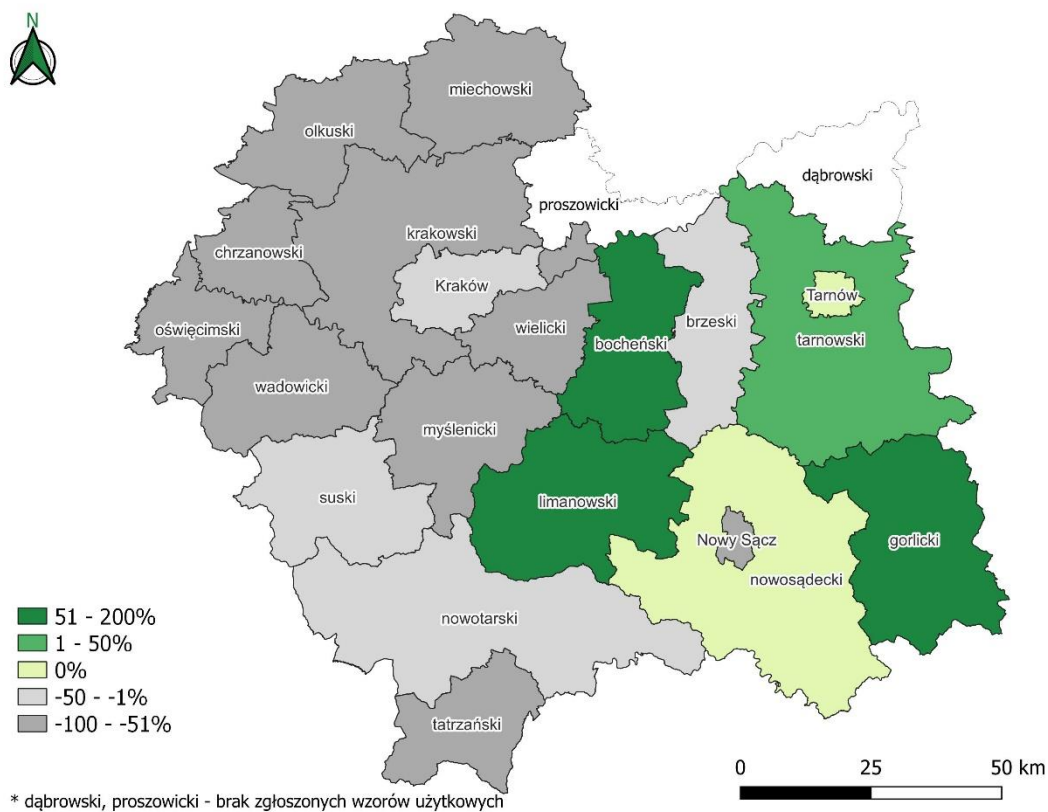 N
miechowski
olkuski
dąbrowski
proszowicki
krakowski
chrzanowski
Kraków
Tarnów
oświęcimski
wielicki
bocheński
brzeski
tarnowski
wadowicki
myślenicki
suski
limanowski
Nowy Sącz
gorlicki
nowosądecki
nowotarski
tatrzański
51 - 200%
1 - 50%
0%
-50 - -1%
-100 - -51%
0 25 50 km
* dąbrowski, proszowicki - brak zgłoszonych wzorów użytkowych